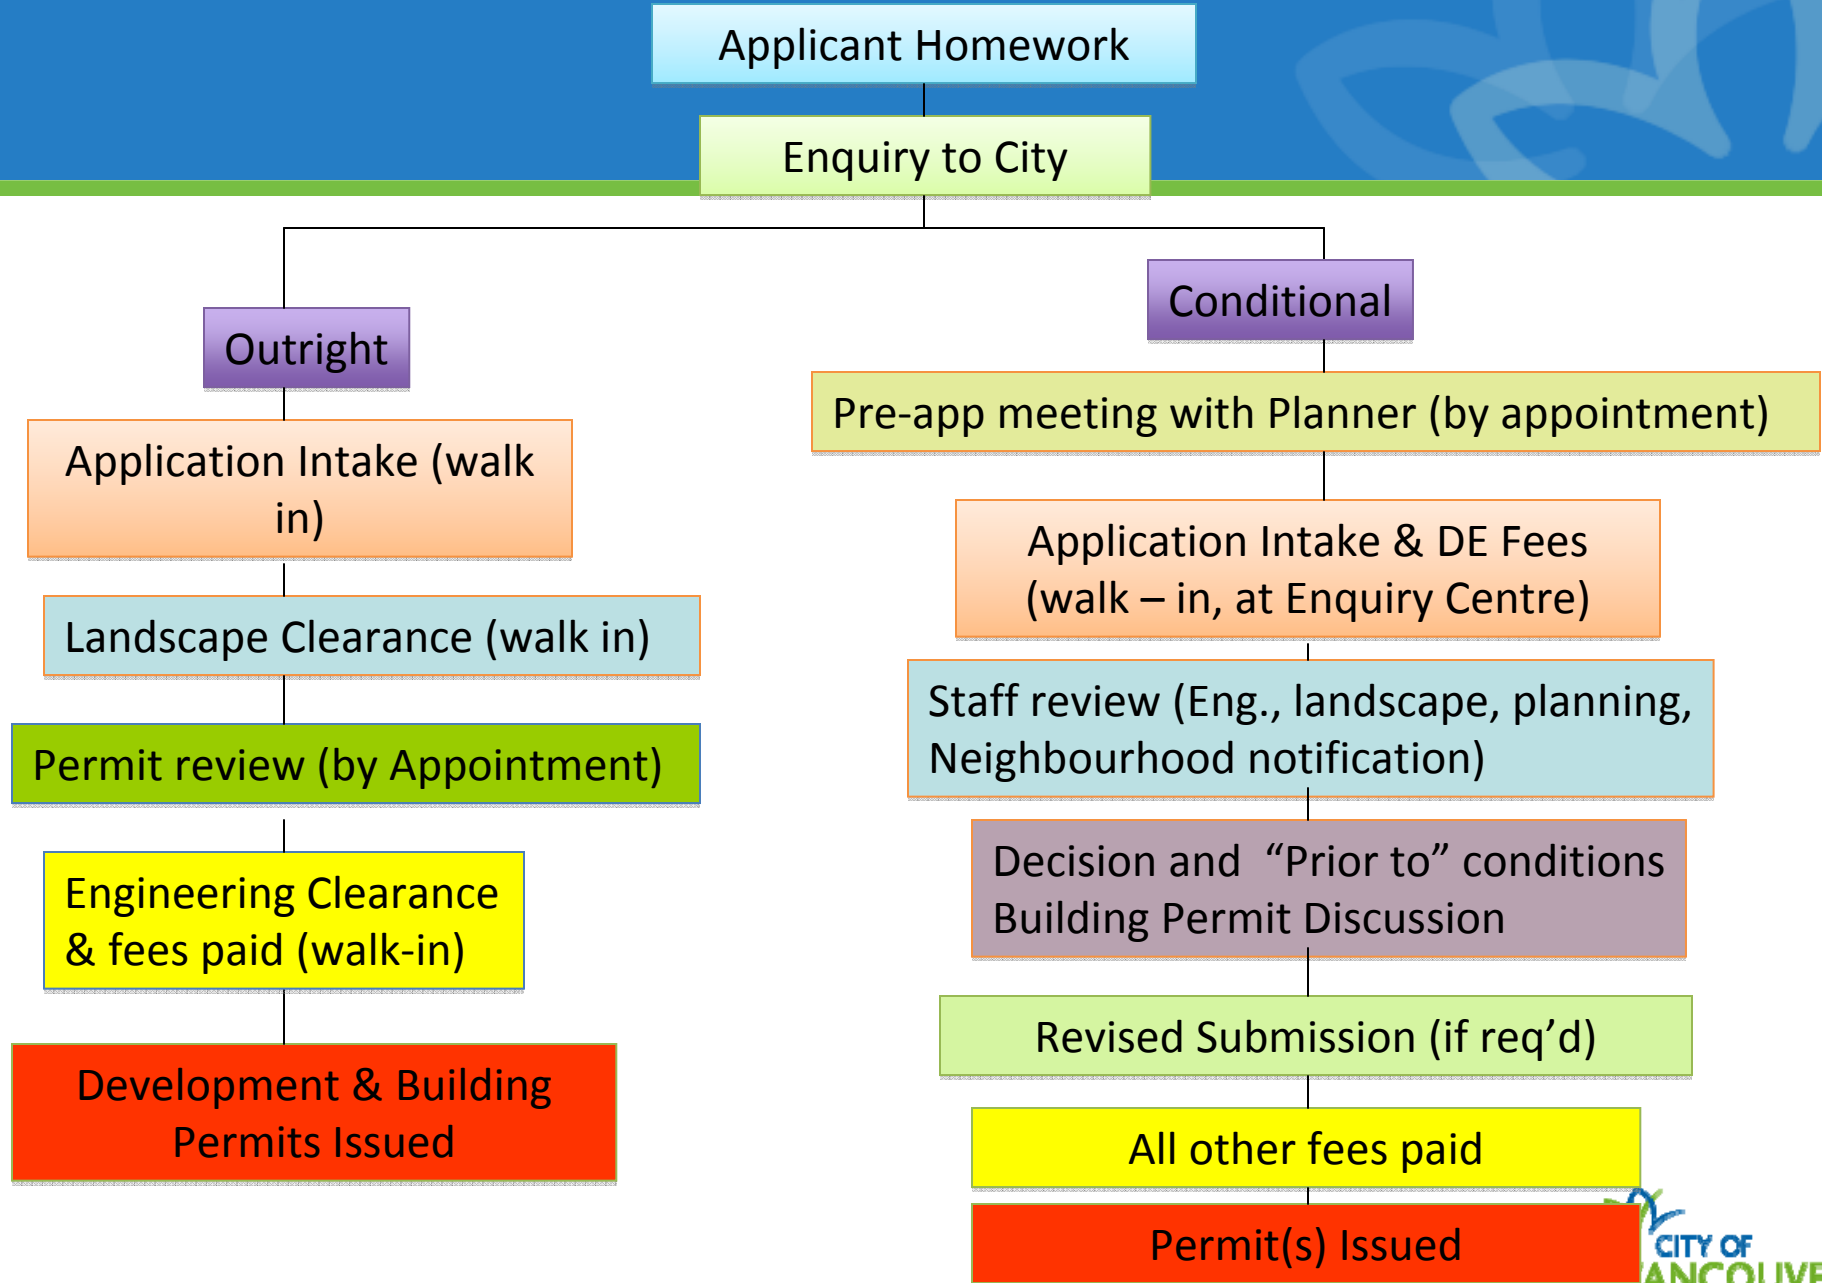 Applicant Homework
Enquiry to City
Outright
Application Intake (walk
in)
Landscape Clearance (walk in)
Permit review (by Appointment)
Engineering Clearance
& fees paid (walk-in)
Development & Building
Permits Issued
Conditional
Pre-app meeting with Planner (by appointment)
Application Intake & DE Fees
(walk – in, at Enquiry Centre)
Staff review (Eng., landscape, planning,
Neighbourhood notification)
Decision and “Prior to” conditions
Building Permit Discussion
Revised Submission (if req’d)
All other fees paid
Permit(s) Issued
CITY OF